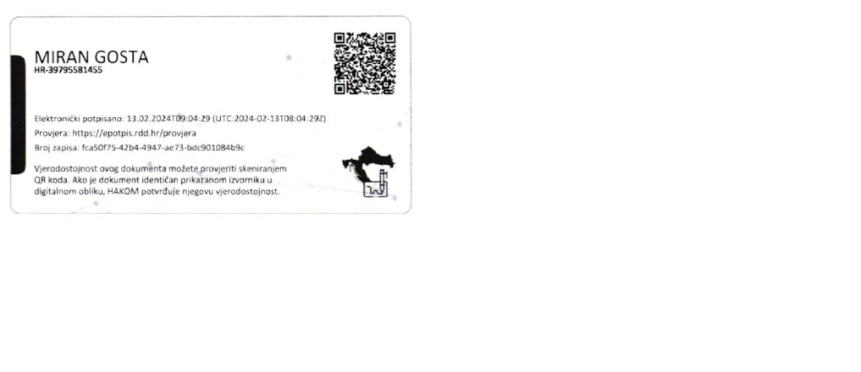 MIRAN GOSTA
HR-39795581455
Elektronički potpisano: 13.02.2024T09:04:29 (UTC:2024-02-13T08:04:29Z)
Provjera: https://epotpis.rdd.hr/provjera
Broj zapisa: fca50f75-42b4-4947-ae73-bdc901084b9c
Vjerodostojnost ovog dokumenta možete provjeriti skeniranjem
QR koda. Ako je dokument identičan prikazanom izvorniku u
digitalnom obliku, HAKOM potvrđuje njegovu vjerodostojnost.